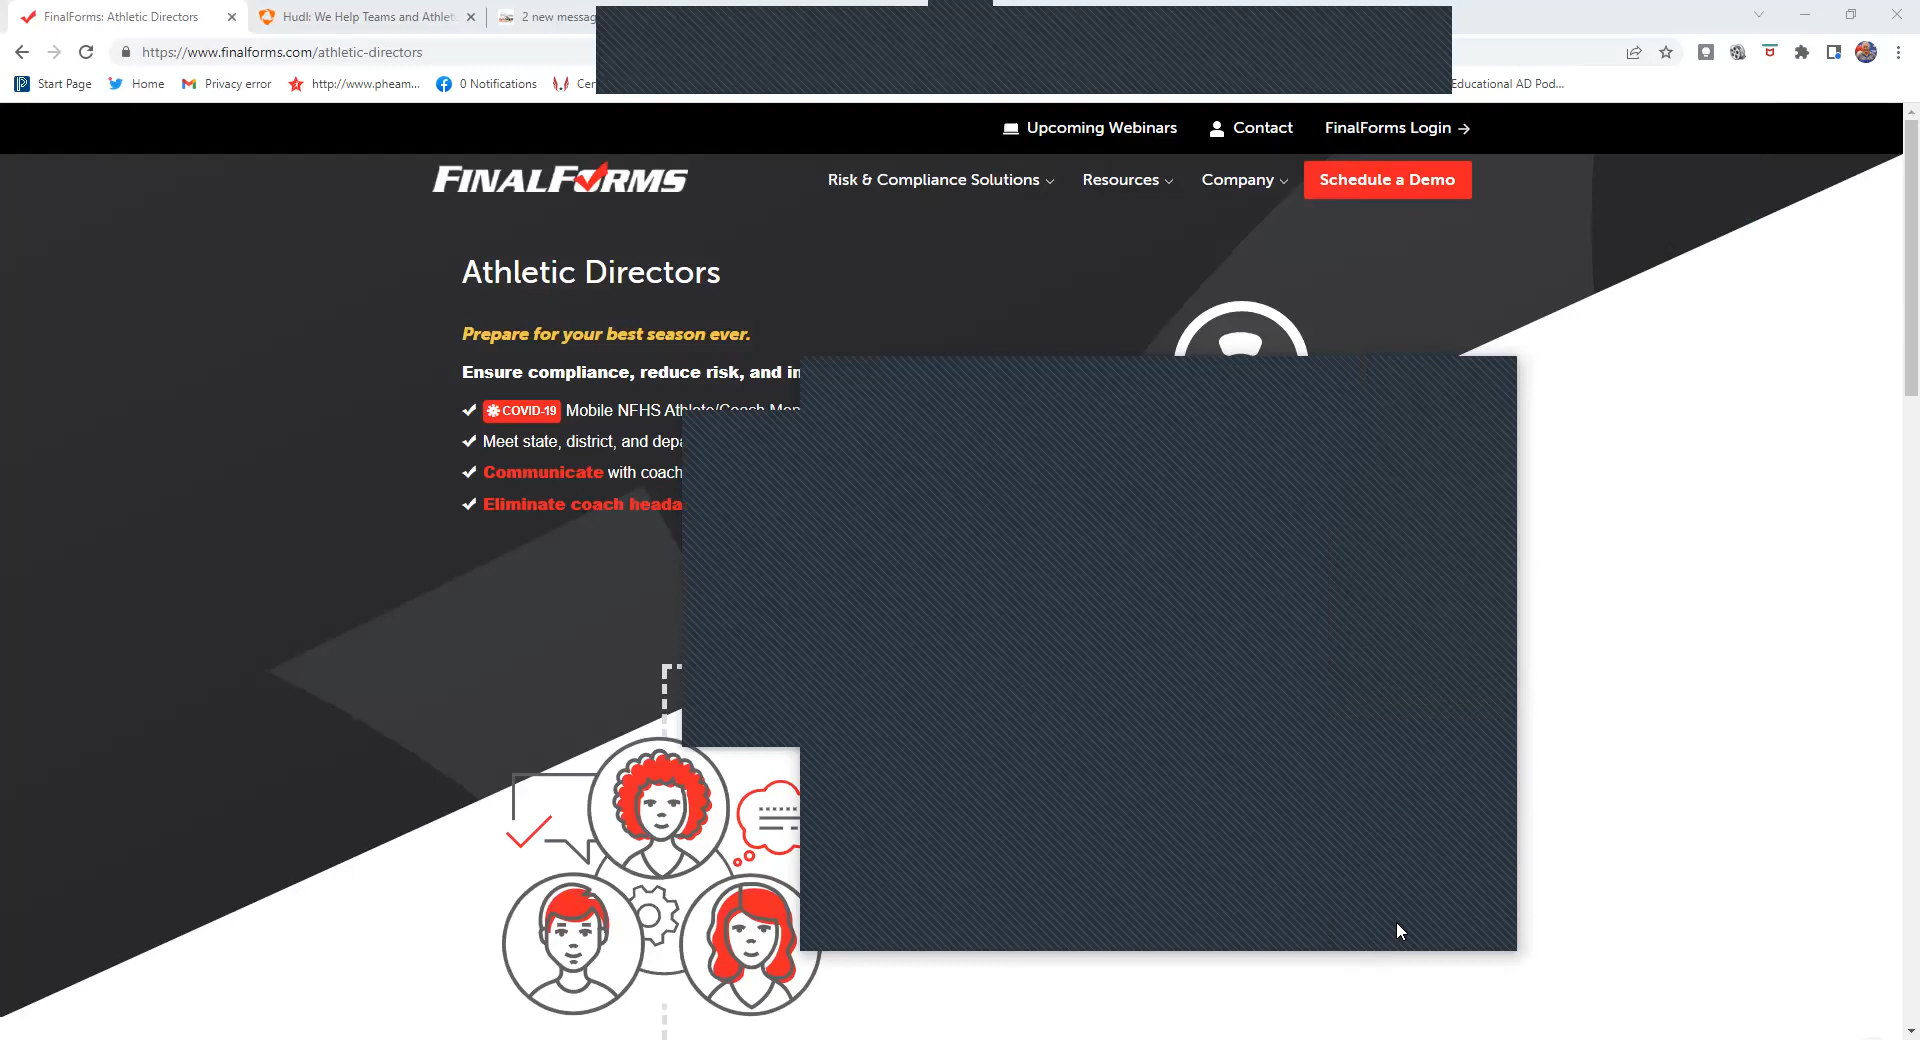 FinalForms: Athletic Directors
Hudl: We Help Teams and Athlet
2 new messag
https://www.finalforms.com/athletic-directors
Start Page
Home
Privacy error
http://www.pheam...
0 Notifications
Cer
Educational AD Pod...
Upcoming Webinars
Contact
FinalForms Login →
FINALFORMS
Risk & Compliance Solutions
Resources
Company
Schedule a Demo
Athletic Directors
Prepare for your best season ever.
Ensure compliance, reduce risk, and
COVID-19 Mobile NFHS Athlete/Coach
Meet state, district, and
Communicate with coach
Eliminate coach